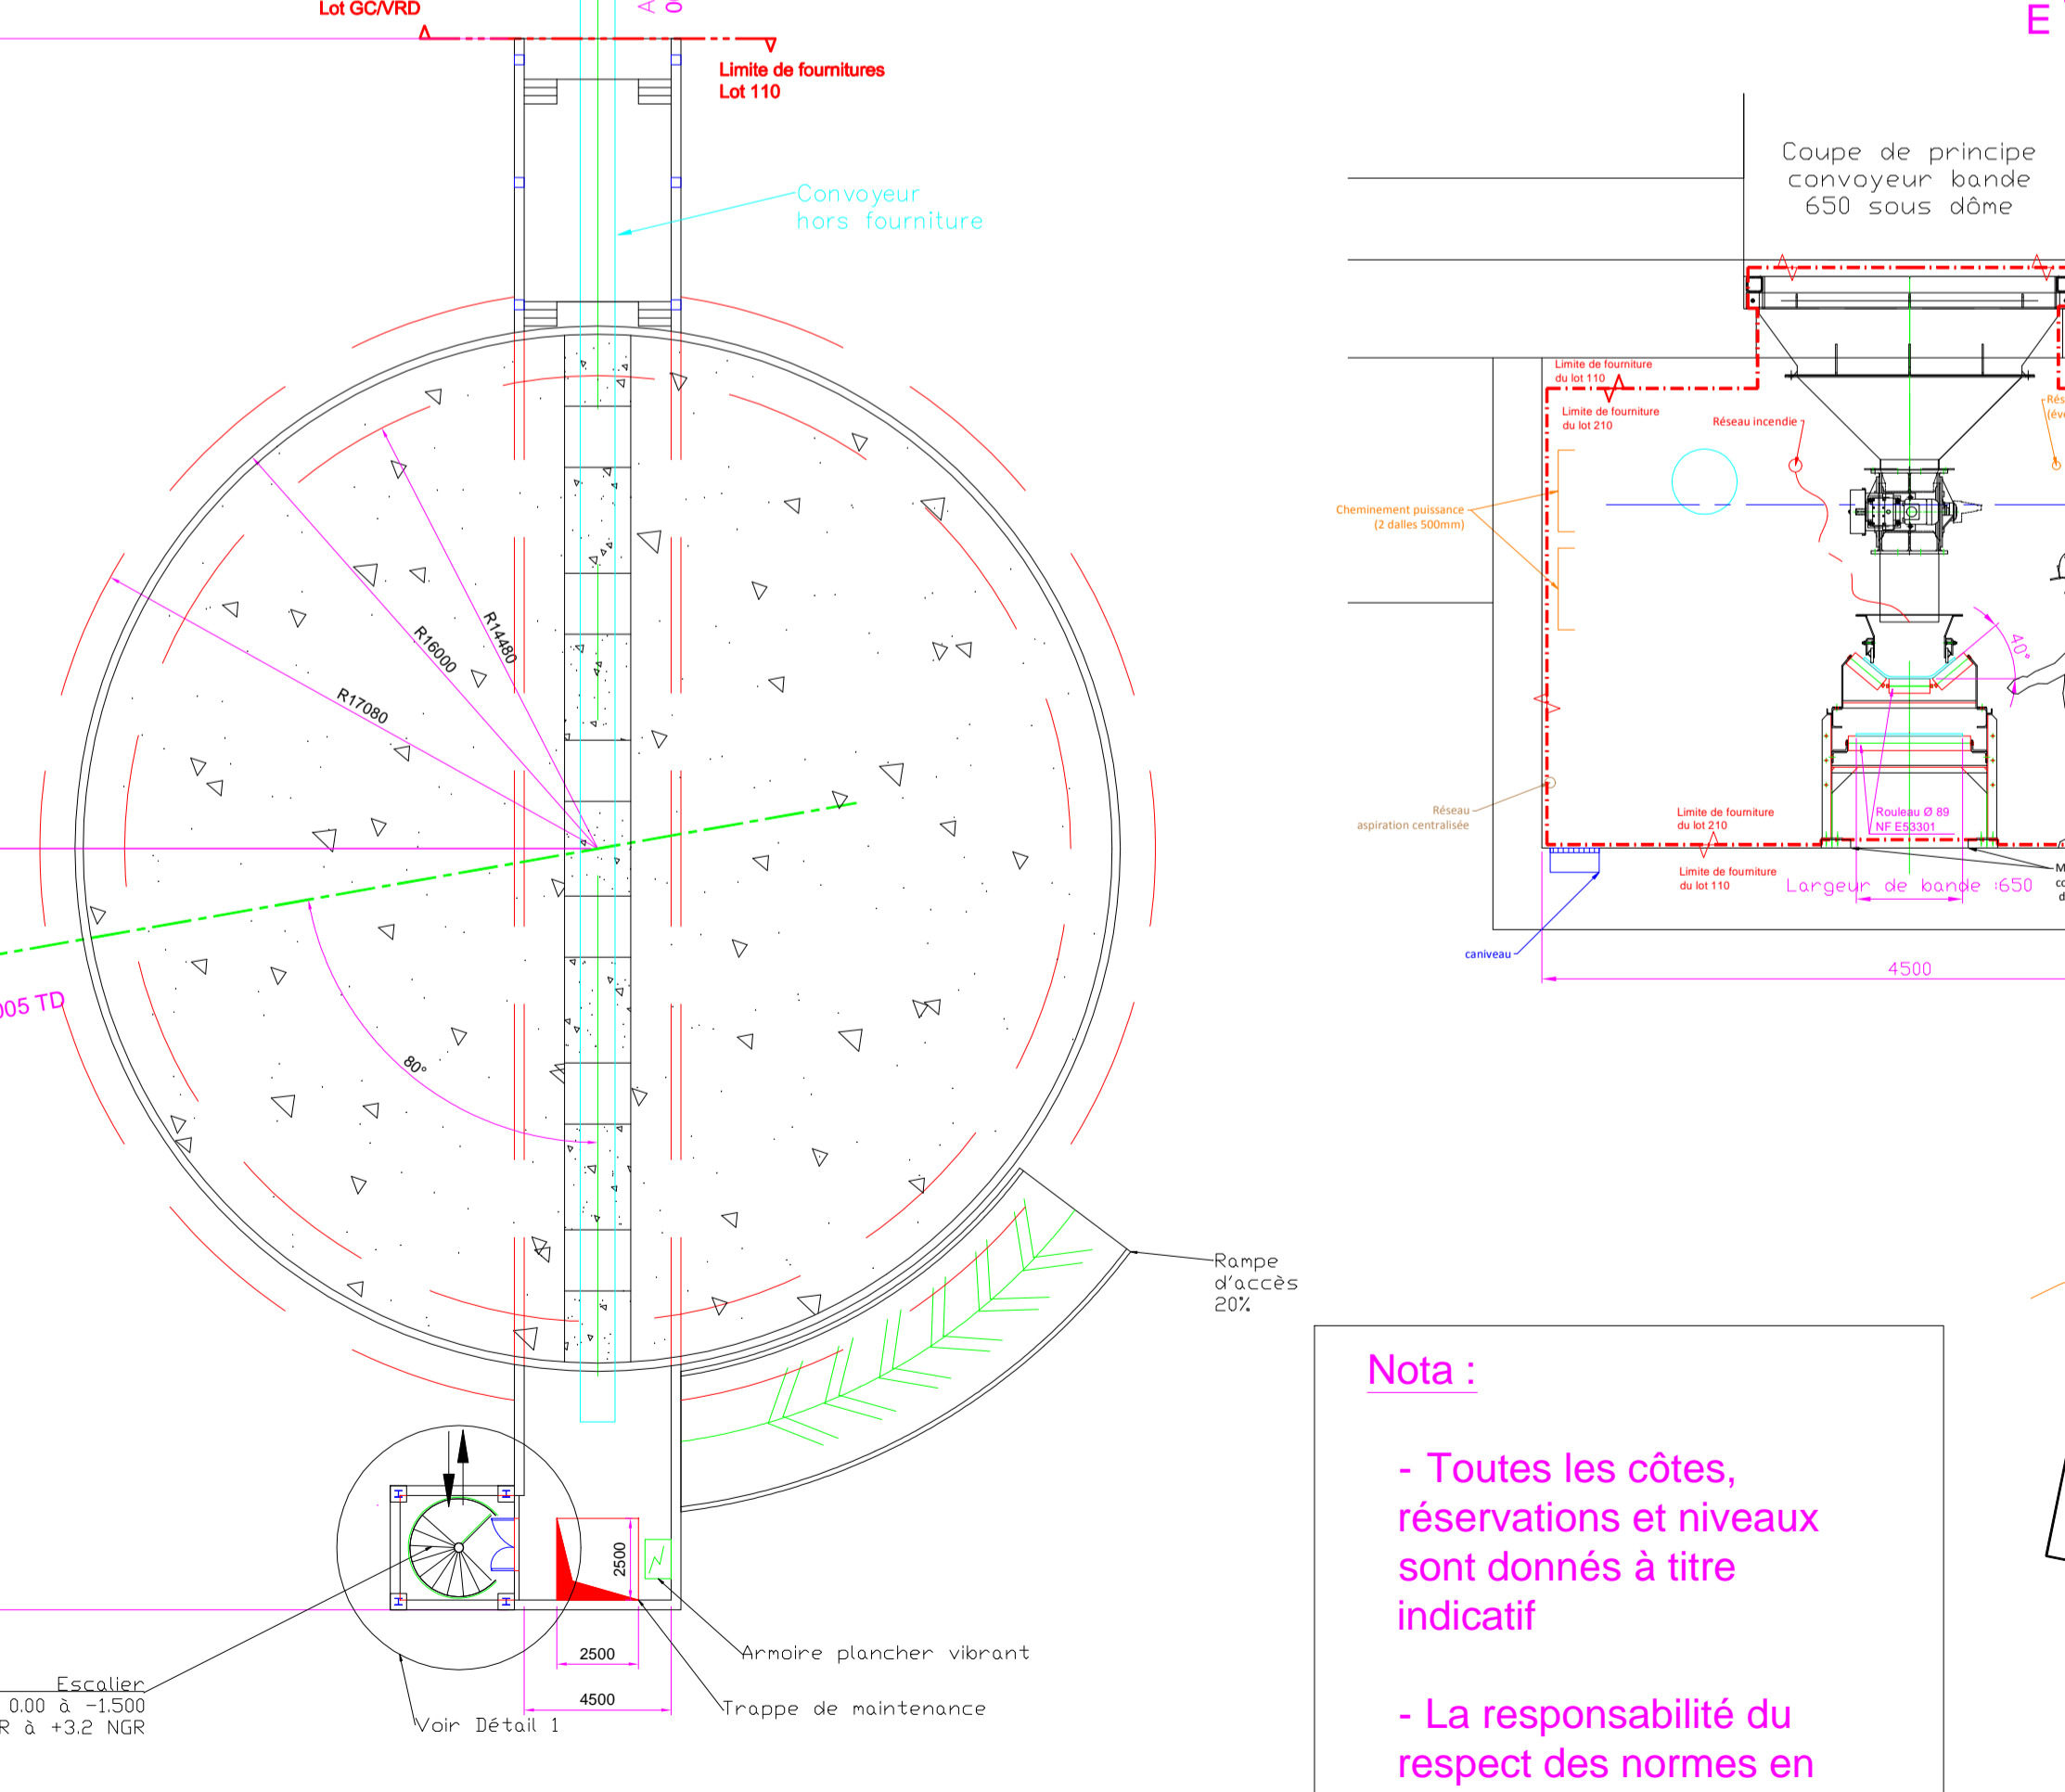 Lot GC/VRD
Limite de fournitures
Lot 110
Convoyeur
hors fourniture
R14480
R16000
R17080
80°
005 TD
Rampe
d'accès
20%
2500
2500
4500
Armoire plancher vibrant
Trappe de maintenance
Voir Détail 1
Escalier
0.00 à -1.500
R à +3.2 NGR
E
Coupe de principe
convoyeur bande
650 sous dôme
Limite de fourniture
du lot 110
Limite de fourniture
du lot 210
Réseau incendie
Rés
(év
Cheminement puissance
(2 dalles 500mm)
40°
Réseau
aspiration centralisée
Limite de fourniture
du lot 210
Rouleau Ø 89
NF E53301
Limite de fourniture
du lot 110
Largeur de bande :650
M
co
d
caniveau
4500
Nota :
- Toutes les côtes,
réservations et niveaux
sont donnés à titre
indicatif
- La responsabilité du
respect des normes en